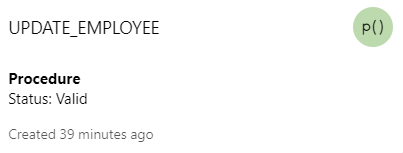 UPDATE_EMPLOYEE
p()
Procedure
Status: Valid
Created 39 minutes ago